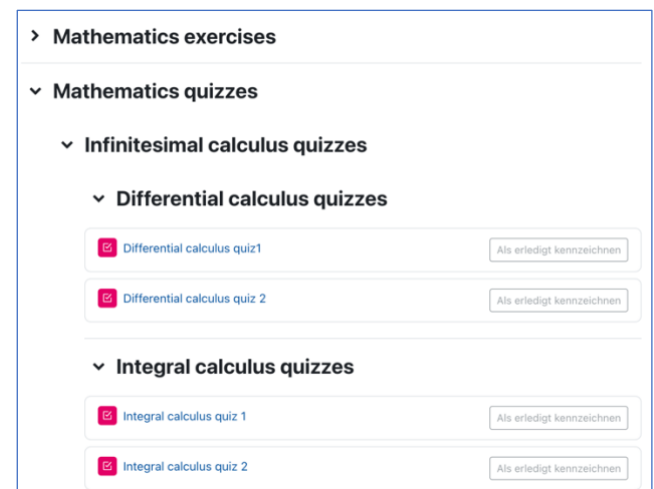 Mathematics exercises
Mathematics quizzes
Infinitesimal calculus quizzes
Differential calculus quizzes
Differential calculus quiz1
Als erledigt kennzeichnen
Differential calculus quiz 2
Als erledigt kennzeichnen
Integral calculus quizzes
Integral calculus quiz 1
Als erledigt kennzeichnen
Integral calculus quiz 2
Als erledigt kennzeichnen